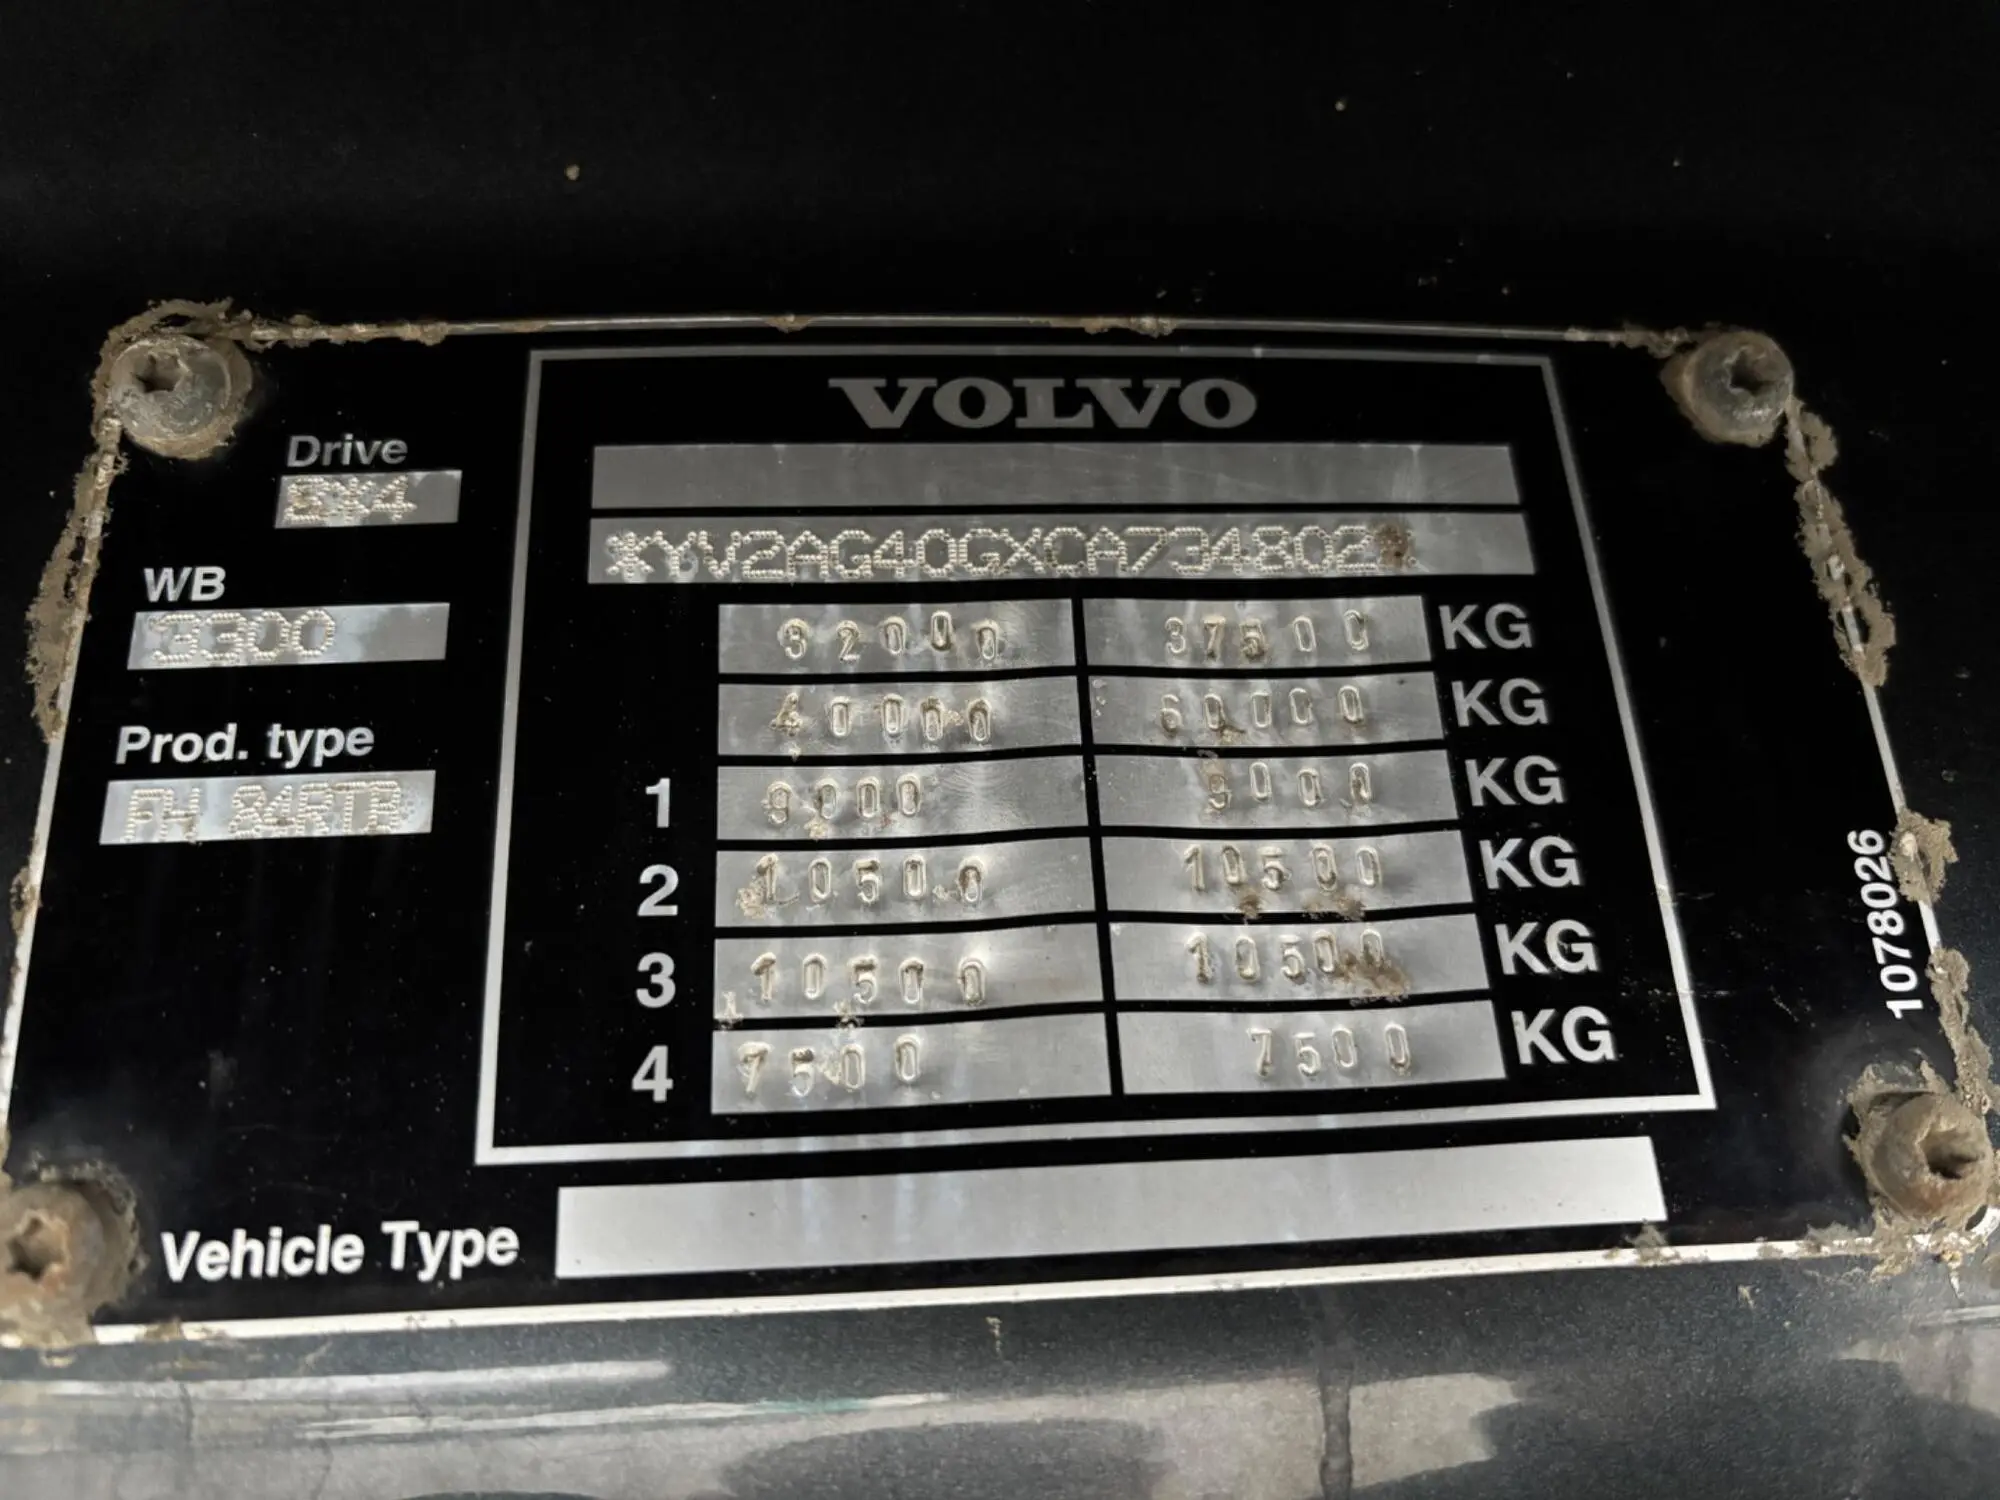 VOLVO
Drive
8X4
*YV2AG40GXCA734802*
WB
3300
32000 37500 KG
40000 60000 KG
Prod. type
FH 84RTB
1 9000 9000 KG
2 10500 10500 KG
3 10500 10500 KG
4 7500 7500 KG
1078026
Vehicle Type